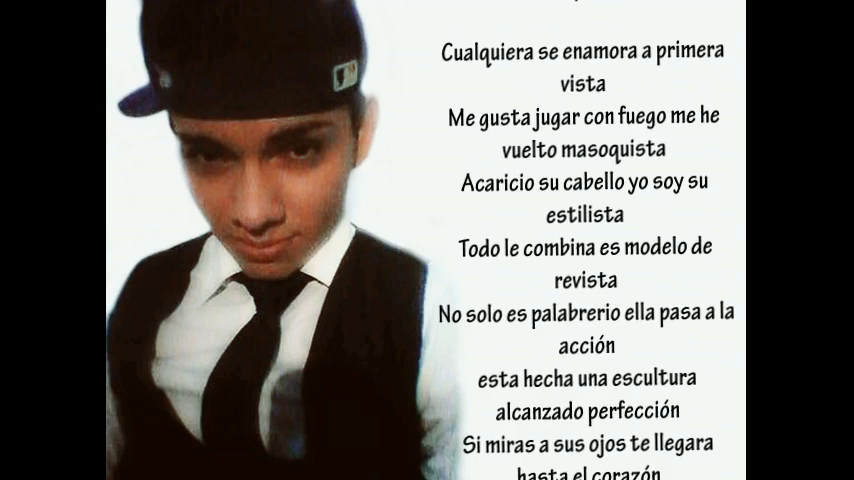 Cualquiera se enamora a primera
vista
Me gusta jugar con fuego me he
vuelto masoquista
Acaricio su cabello yo soy su
estilista
Todo le combina es modelo de
revista
No solo es palabrerio ella pasa a la
acción
esta hecha una escultura
alcanzado perfección
Si miras a sus ojos te llegara
hasta el corazón